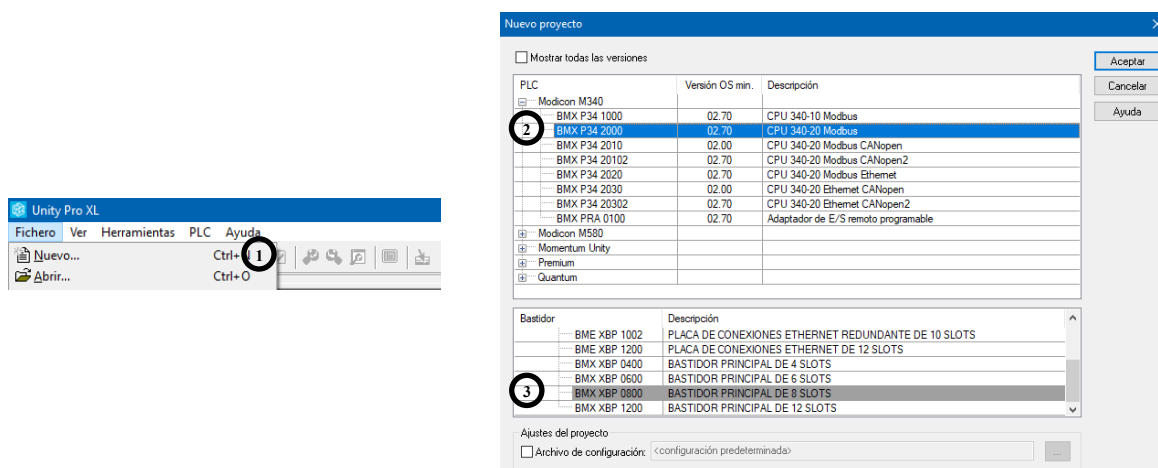 Unity Pro XL
Fichero Ver Herramientas PLC Ayuda
Nuevo... Ctrl+
1
Abrir... Ctrl+O
Nuevo proyecto
Mostrar todas las versiones
Aceptar
Cancelar
Ayuda
PLC Versión OS min. Descripción
Modicon M340
BMX P34 1000 02.70 CPU 340-10 Modbus
2 BMX P34 2000 02.70 CPU 340-20 Modbus
BMX P34 2010 02.00 CPU 340-20 Modbus CANopen
BMX P34 20102 02.70 CPU 340-20 Modbus CANopen2
BMX P34 2020 02.70 CPU 340-20 Modbus Ethernet
BMX P34 2030 02.00 CPU 340-20 Ethernet CANopen
BMX P34 20302 02.70 CPU 340-20 Ethernet CANopen2
BMX PRA 0100 02.70 Adaptador de E/S remoto programable
Modicon M580
Momentum Unity
Premium
Quantum
Bastidor Descripción
BME XBP 1002 PLACA DE CONEXIONES ETHERNET REDUNDANTE DE 10 SLOTS
BME XBP 1200 PLACA DE CONEXIONES ETHERNET DE 12 SLOTS
BMX XBP 0400 BASTIDOR PRINCIPAL DE 4 SLOTS
BMX XBP 0600 BASTIDOR PRINCIPAL DE 6 SLOTS
3 BMX XBP 0800 BASTIDOR PRINCIPAL DE 8 SLOTS
BMX XBP 1200 BASTIDOR PRINCIPAL DE 12 SLOTS
Ajustes del proyecto
Archivo de configuración: <configuración predeterminada> ...